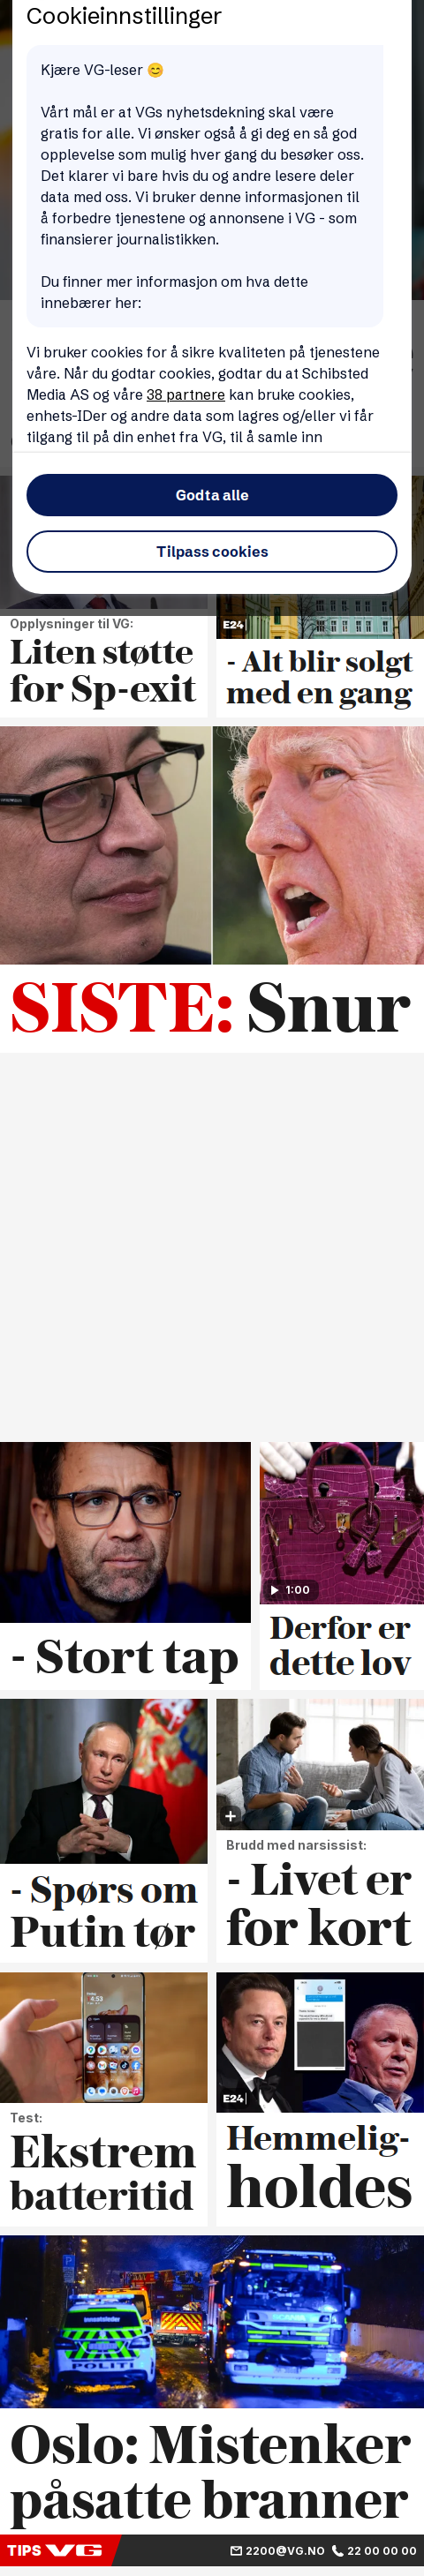 Cookieinnstillinger
Kjære VG-leser 😊
Vårt mål er at VGs nyhetsdekning skal være
gratis for alle. Vi ønsker også å gi deg en så god
opplevelse som mulig hver gang du besøker oss.
Det klarer vi bare hvis du og andre lesere deler
data med oss. Vi bruker denne informasjonen til
å forbedre tjenestene og annonsene i VG - som
finansierer journalistikken.
Du finner mer informasjon om hva dette
innebærer her:
Vi bruker cookies for å sikre kvaliteten på tjenestene
våre. Når du godtar cookies, godtar du at Schibsted
Media AS og våre 38 partnere kan bruke cookies,
enhets-IDer og andre data som lagres og/eller vi får
tilgang til på din enhet fra VG, til å samle inn
Godta alle
Tilpass cookies
Opplysninger til VG:
Liten støtte
for Sp-exit
E24
- Alt blir solgt
med en gang
SISTE: Snur
- Stort tap
1:00
Derfor er
dette lov
- Spørs om
Putin tør
Brudd med narsissist:
- Livet er
for kort
Test:
Ekstrem
batteritid
E24
Hemmelig-
holdes
POLITI
SCANIA
Oslo: Mistenker
påsatte branner
TIPS VG
2200@VG.NO
22 00 00 00